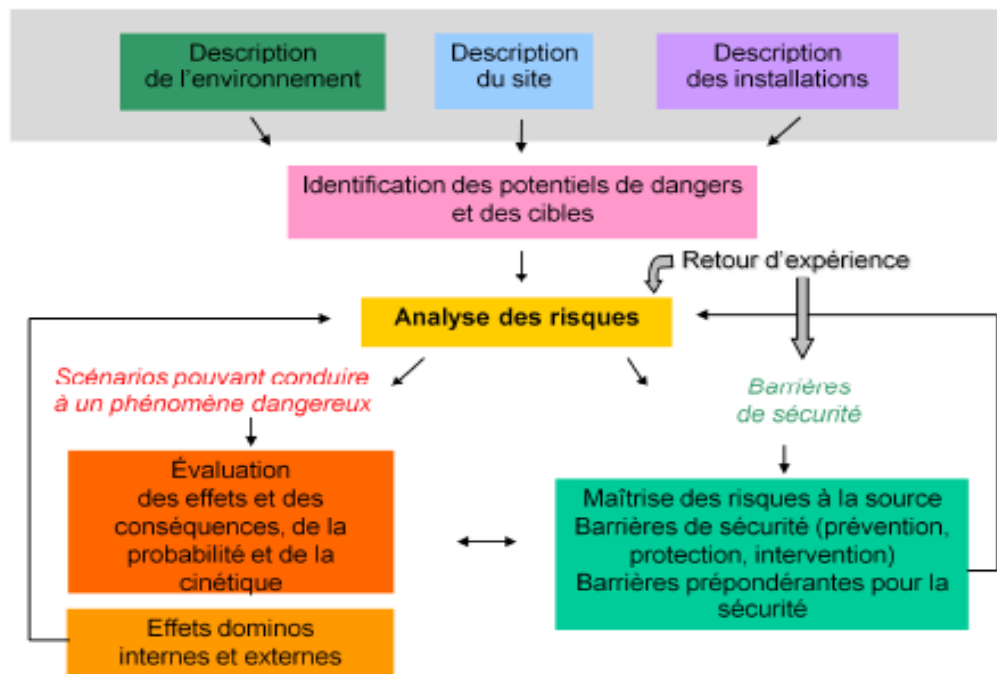 Description
de l'environnement
Description
du site
Description
des installations
Identification des potentiels de dangers
et des cibles
Retour d'expérience
Analyse des risques
Scénarios pouvant conduire
à un phénomène dangereux
Barrières
de sécurité
Évaluation
des effets et des
conséquences, de la
probabilité et de la
cinétique
Maîtrise des risques à la source
Barrières de sécurité (prévention,
protection, intervention)
Barrières prépondérantes pour la
sécurité
Effets dominos
internes et externes